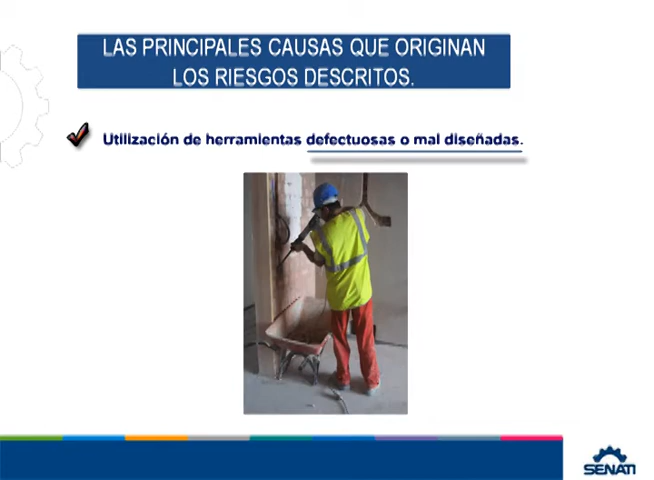 LAS PRINCIPALES CAUSAS QUE ORIGINAN
LOS RIESGOS DESCRITOS.
Utilización de herramientas defectuosas o mal diseñadas.
SENATI